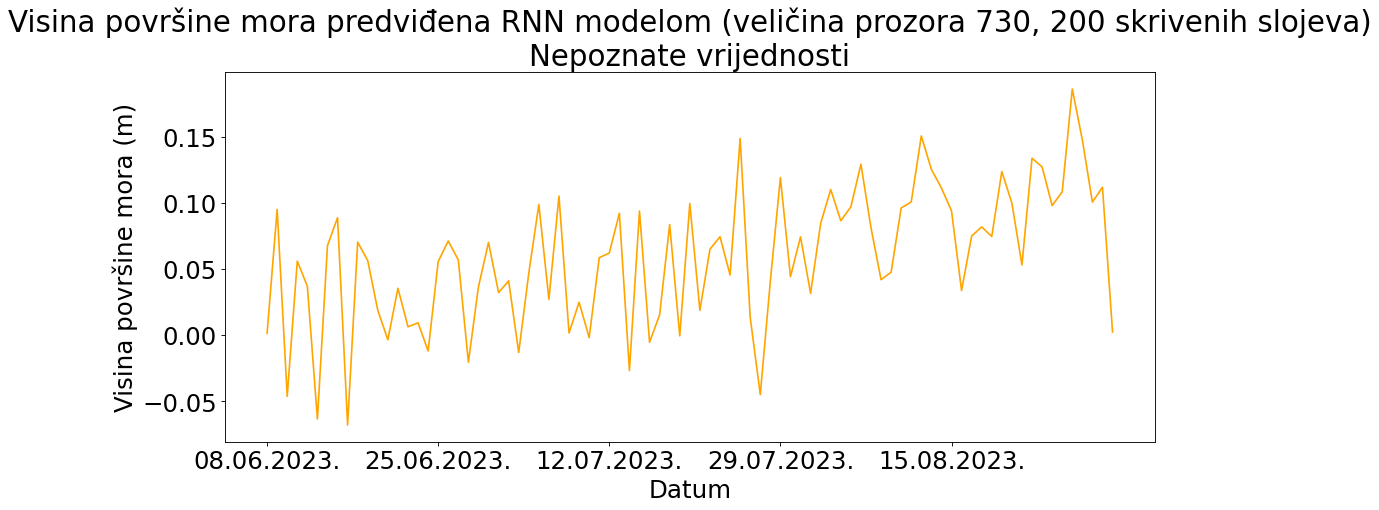 Visina površine mora predviđena RNN modelom (veličina prozora 730, 200 skrivenih slojeva)
Nepoznate vrijednosti
Visina površine mora (m)
0.15
0.10
0.05
0.00
−0.05
08.06.2023. 25.06.2023. 12.07.2023. 29.07.2023. 15.08.2023.
Datum